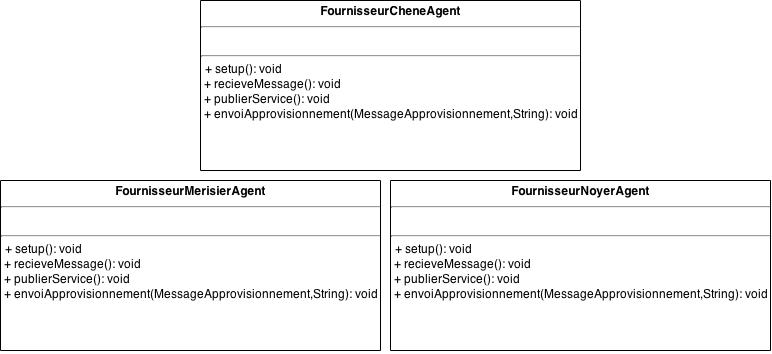 FournisseurCheneAgent
+ setup(): void
+ recieveMessage(): void
+ publierService(): void
+ envoiApprovisionnement(MessageApprovisionnement,String): void
FournisseurMerisierAgent
+ setup(): void
+ recieveMessage(): void
+ publierService(): void
+ envoiApprovisionnement(MessageApprovisionnement,String): void
FournisseurNoyerAgent
+ setup(): void
+ recieveMessage(): void
+ publierService(): void
+ envoiApprovisionnement(MessageApprovisionnement,String): void